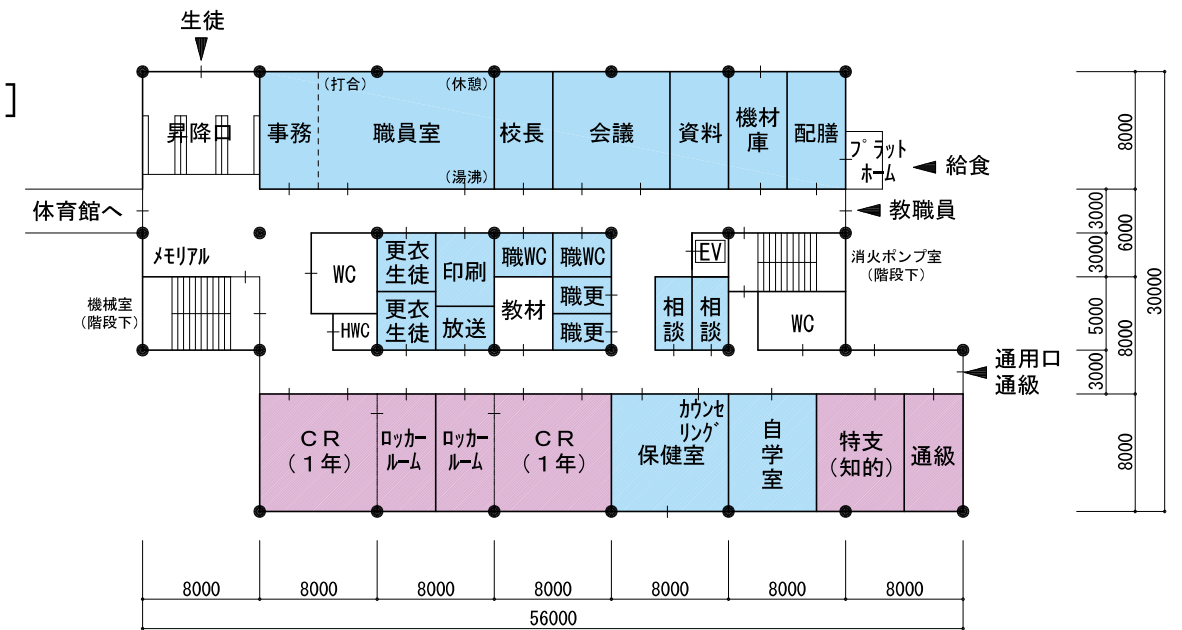 生徒
]
(打合)
(休憩)
昇降口
事務
職員室
校長
会議
資料
機材
庫
配膳
プラット
ホーム
給食
(湯沸)
体育館へ
教職員
メモリアル
WC
更衣
生徒
印刷
職WC
職WC
EV
消火ポンプ室
(階段下)
機械室
(階段下)
HWC
更衣
生徒
放送
教材
職更
職更
相
談
相
談
WC
通用口
通級
CR
(1年)
ロッカー
ルーム
ロッカー
ルーム
CR
(1年)
カウンセ
リング
保健室
自
学
室
特支
(知的)
通級
8000
3000
3000
5000
3000
8000
6000
8000
30000
8000
8000
8000
8000
8000
8000
8000
56000